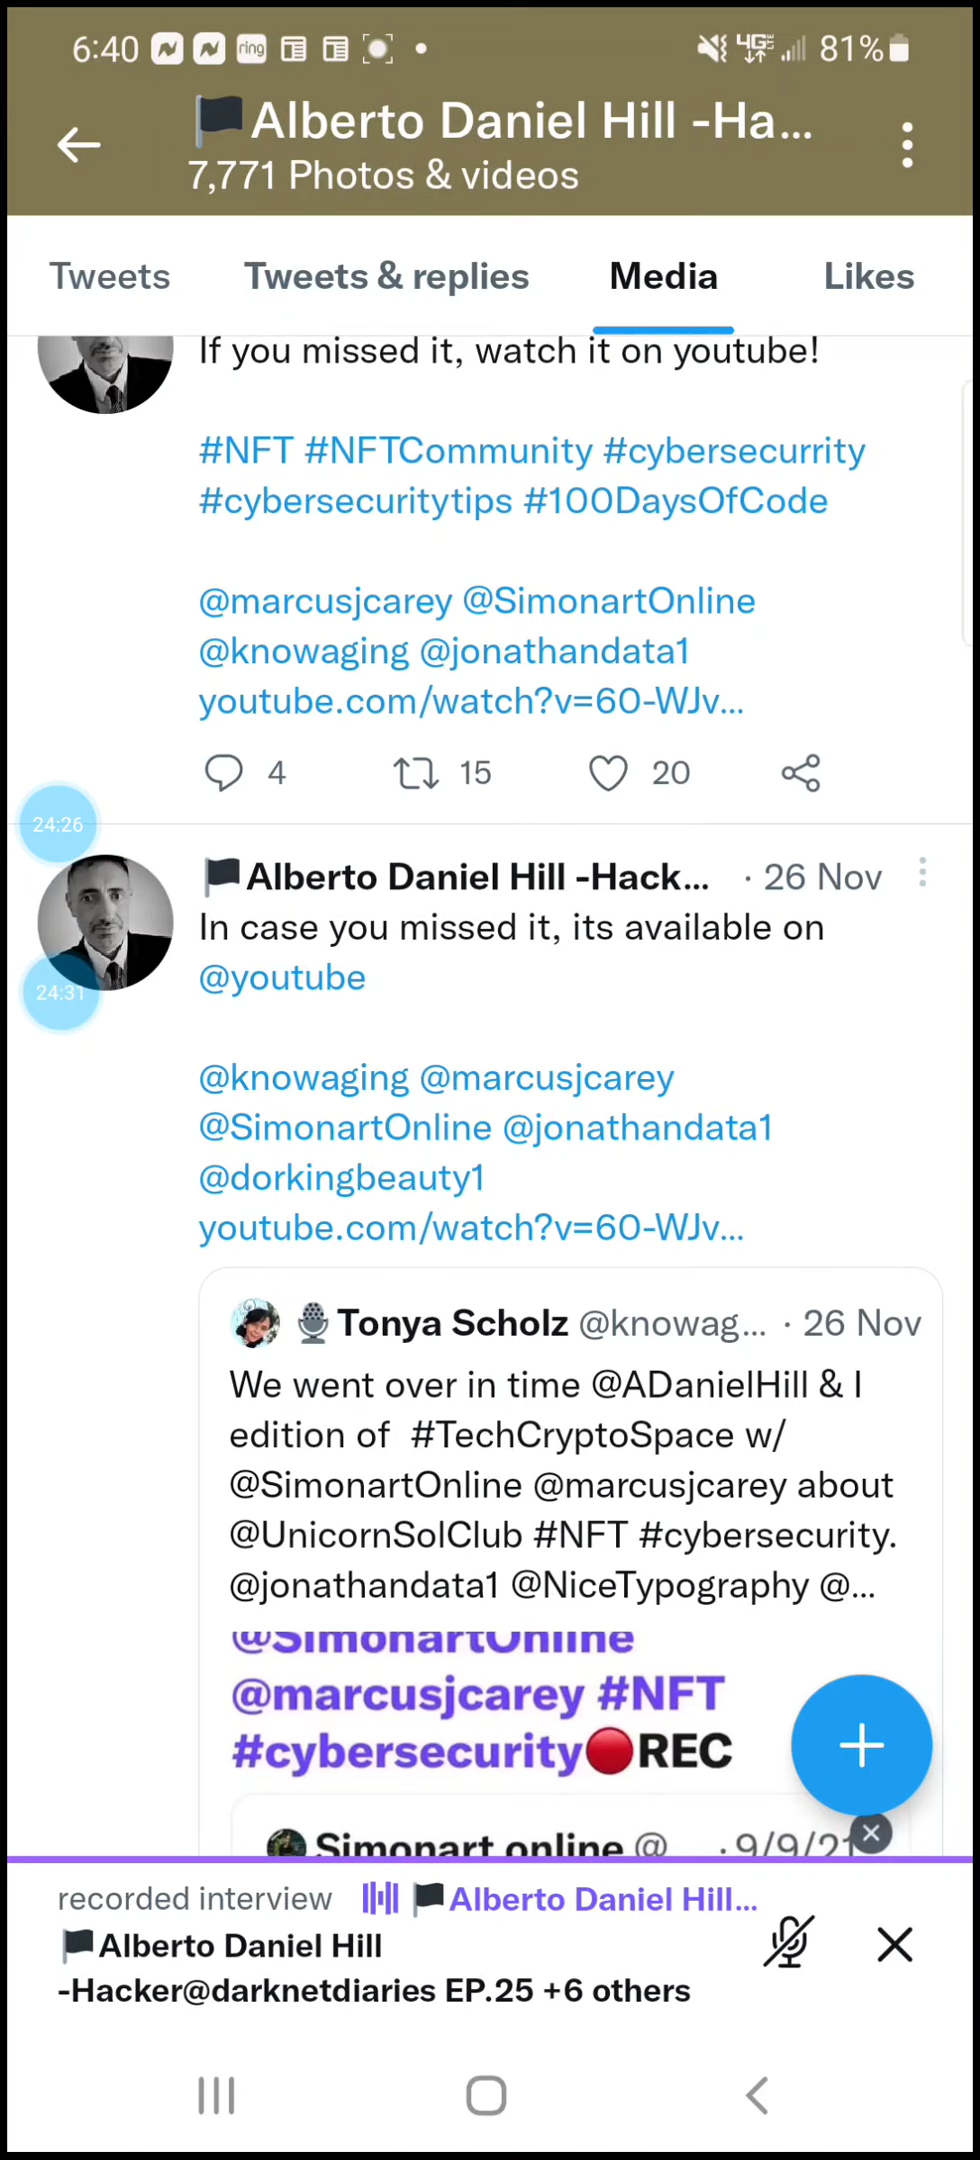 6:40 ring 4G 81%
🏴Alberto Daniel Hill -Ha...
7,771 Photos & videos
Tweets Tweets & replies Media Likes
If you missed it, watch it on youtube!
#NFT #NFTCommunity #cybersecurrity
#cybersecuritytips #100DaysOfCode
@marcusjcarey @SimonartOnline
@knowaging @jonathandata1
youtube.com/watch?v=60-WJv...
4 15 20
24:26
🏴Alberto Daniel Hill -Hack... · 26 Nov
In case you missed it, its available on
@youtube
24:31
@knowaging @marcusjcarey
@SimonartOnline @jonathandata1
@dorkingbeauty1
youtube.com/watch?v=60-WJv...
🎙Tonya Scholz @knowag... · 26 Nov
We went over in time @ADanielHill & I
edition of #TechCryptoSpace w/
@SimonartOnline @marcusjcarey about
@UnicornSolClub #NFT #cybersecurity.
@jonathandata1 @NiceTypography @...
@SimonartOnline
@marcusjcarey #NFT
#cybersecurity🔴REC
Simonart online @ · 9/9/21
recorded interview 🏴Alberto Daniel Hill...
🏴Alberto Daniel Hill
-Hacker@darknetdiaries EP.25 +6 others